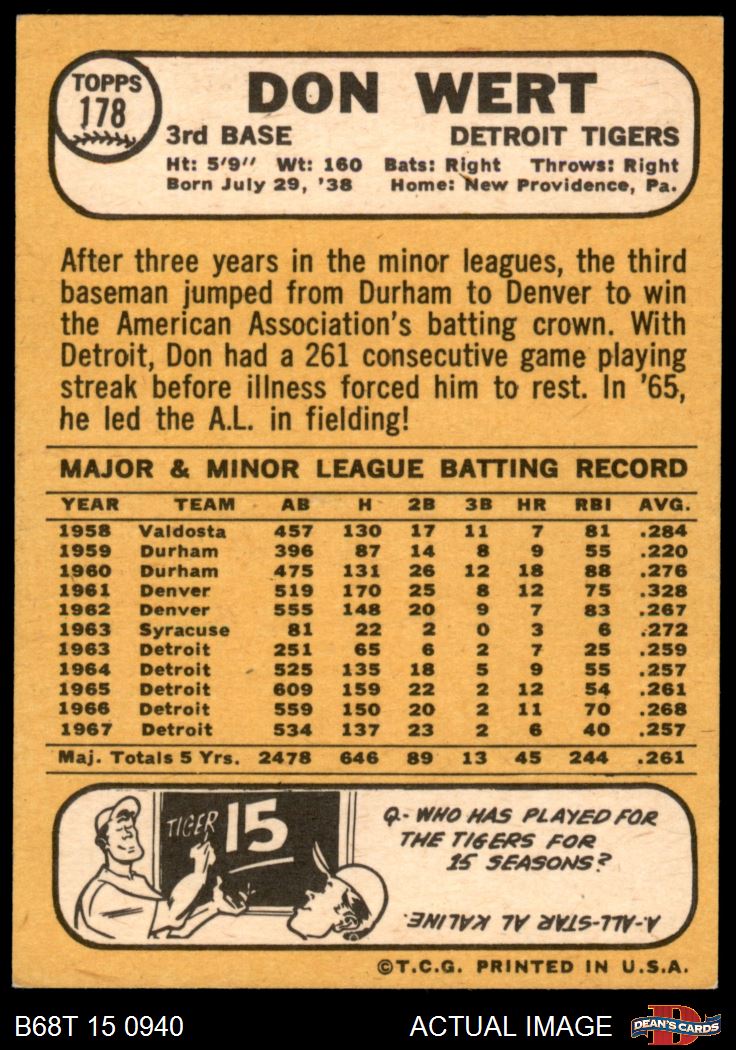 TOPPS
178
DON WERT
3rd BASE DETROIT TIGERS
Ht: 5'9" Wt: 160 Bats: Right Throws: Right
Born July 29, '38 Home: New Providence, Pa.
After three years in the minor leagues, the third
baseman jumped from Durham to Denver to win
the American Association's batting crown. With
Detroit, Don had a 261 consecutive game playing
streak before illness forced him to rest. In '65,
he led the A.L. in fielding!
MAJOR & MINOR LEAGUE BATTING RECORD
YEAR TEAM AB H 2B 3B HR RBI AVG.
1958 Valdosta 457 130 17 11 7 81 .284
1959 Durham 396 87 14 8 9 55 .220
1960 Durham 475 131 26 12 18 88 .276
1961 Denver 519 170 25 8 12 75 .328
1962 Denver 555 148 20 9 7 83 .267
1963 Syracuse 81 22 2 0 3 6 .272
1963 Detroit 251 65 6 2 7 25 .259
1964 Detroit 525 135 18 5 9 55 .257
1965 Detroit 609 159 22 2 12 54 .261
1966 Detroit 559 150 20 2 11 70 .268
1967 Detroit 534 137 23 2 6 40 .257
Maj. Totals 5 Yrs. 2478 646 89 13 45 244 .261
TIGER 15
Q- WHO HAS PLAYED FOR
THE TIGERS FOR
15 SEASONS?
A-ALL-STAR AL KALINE.
©T.C.G. PRINTED IN U.S.A.
B68T 15 0940 ACTUAL IMAGE
D
DEAN'S CARDS